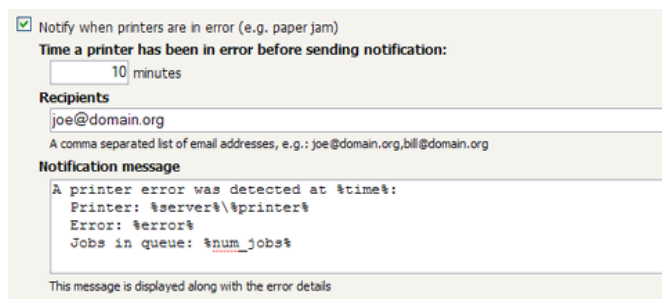 Notify when printers are in error (e.g. paper jam)
Time a printer has been in error before sending notification:
10 minutes
Recipients
joe@domain.org
A comma separated list of email addresses, e.g.: joe@domain.org,bill@domain.org
Notification message
A printer error was detected at %time%:
Printer: %server%\%printer%
Error: %error%
Jobs in queue: %num_jobs%
This message is displayed along with the error details